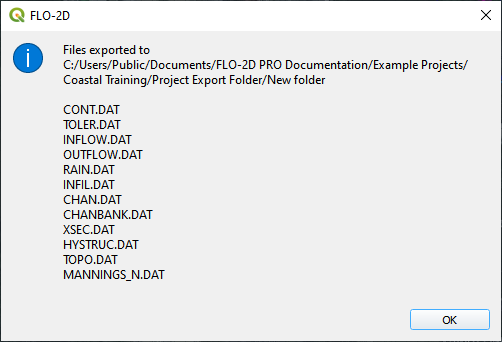 FLO-2D
Files exported to
C:/Users/Public/Documents/FLO-2D PRO Documentation/Example Projects/
Coastal Training/Project Export Folder/New folder
CONT.DAT
TOLER.DAT
INFLOW.DAT
OUTFLOW.DAT
RAIN.DAT
INFIL.DAT
CHAN.DAT
CHANBANK.DAT
XSEC.DAT
HYSTRUC.DAT
TOPO.DAT
MANNINGS_N.DAT
OK